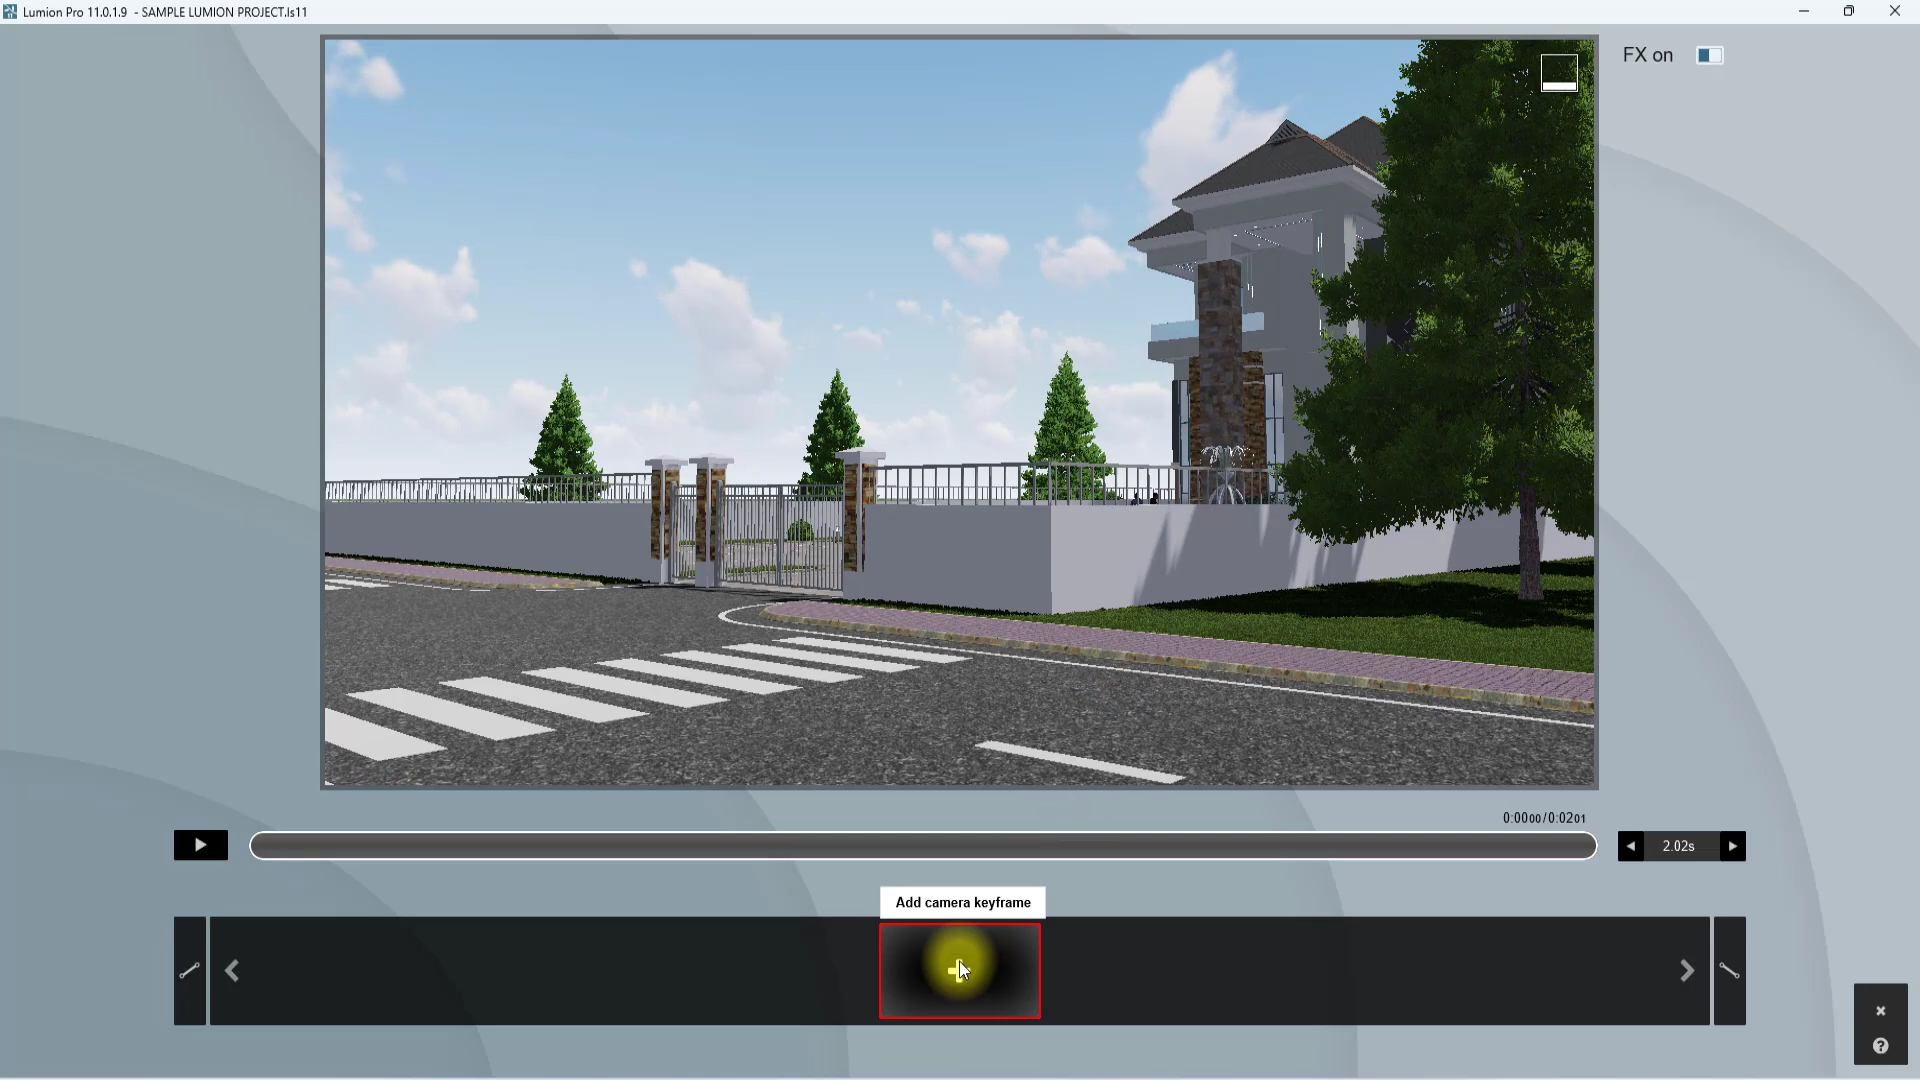 Lumion Pro 11.0.1.9 - SAMPLE LUMION PROJECT.ls11
FX on
0:0000/0:0201
2.02s
Add camera keyframe